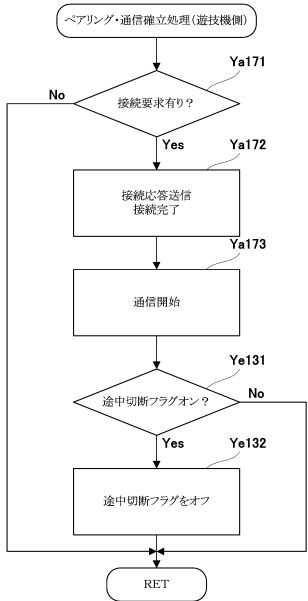 ペアリング・通信確立処理(遊技機側)
Ya171
接続要求有り？
No
Yes
Ya172
接続応答送信
接続完了
Ya173
通信開始
Ye131
途中切断フラグオン？
No
Yes
Ye132
途中切断フラグをオフ
RET